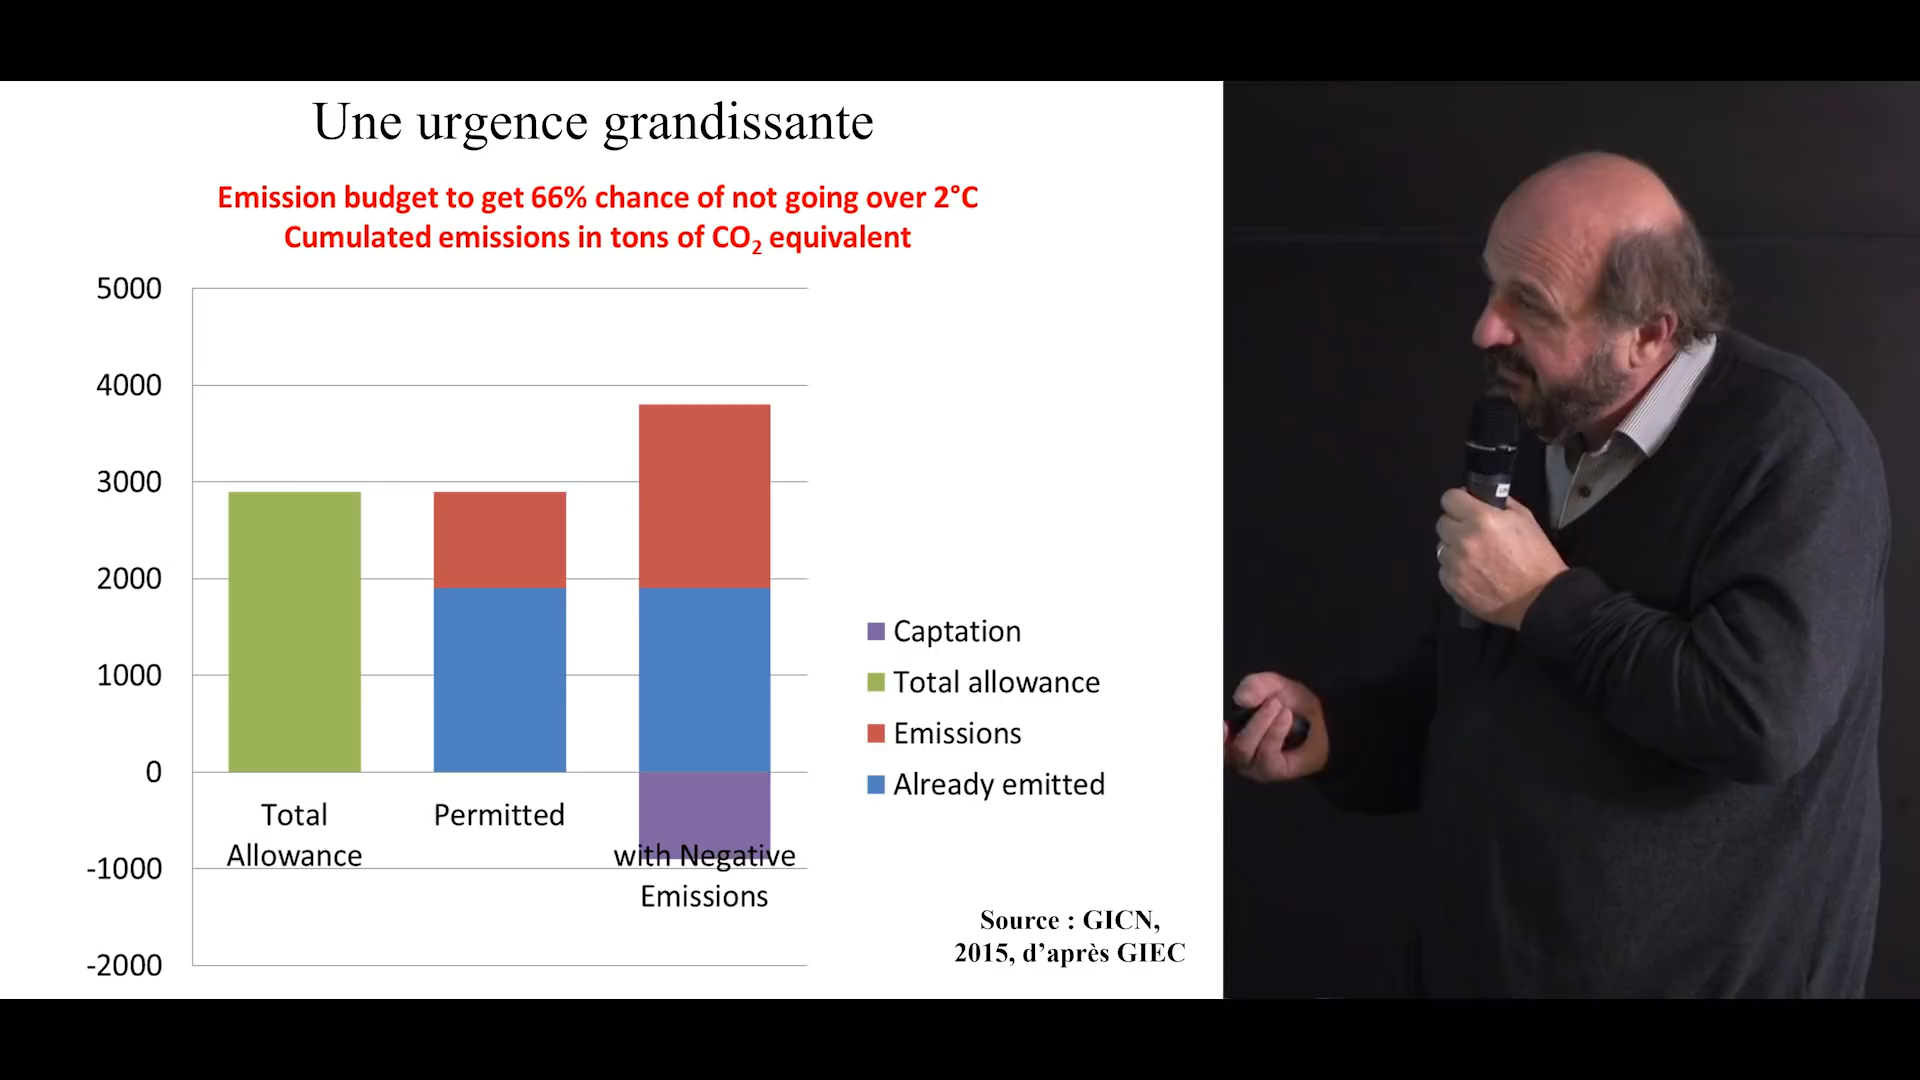 Une urgence grandissante
Emission budget to get 66% chance of not going over 2°C
Cumulated emissions in tons of CO₂ equivalent
5000
4000
3000
2000
1000
0
-1000
-2000
Total
Allowance
Permitted
with Negative
Emissions
Captation
Total allowance
Emissions
Already emitted
Source : GICN,
2015, d’après GIEC